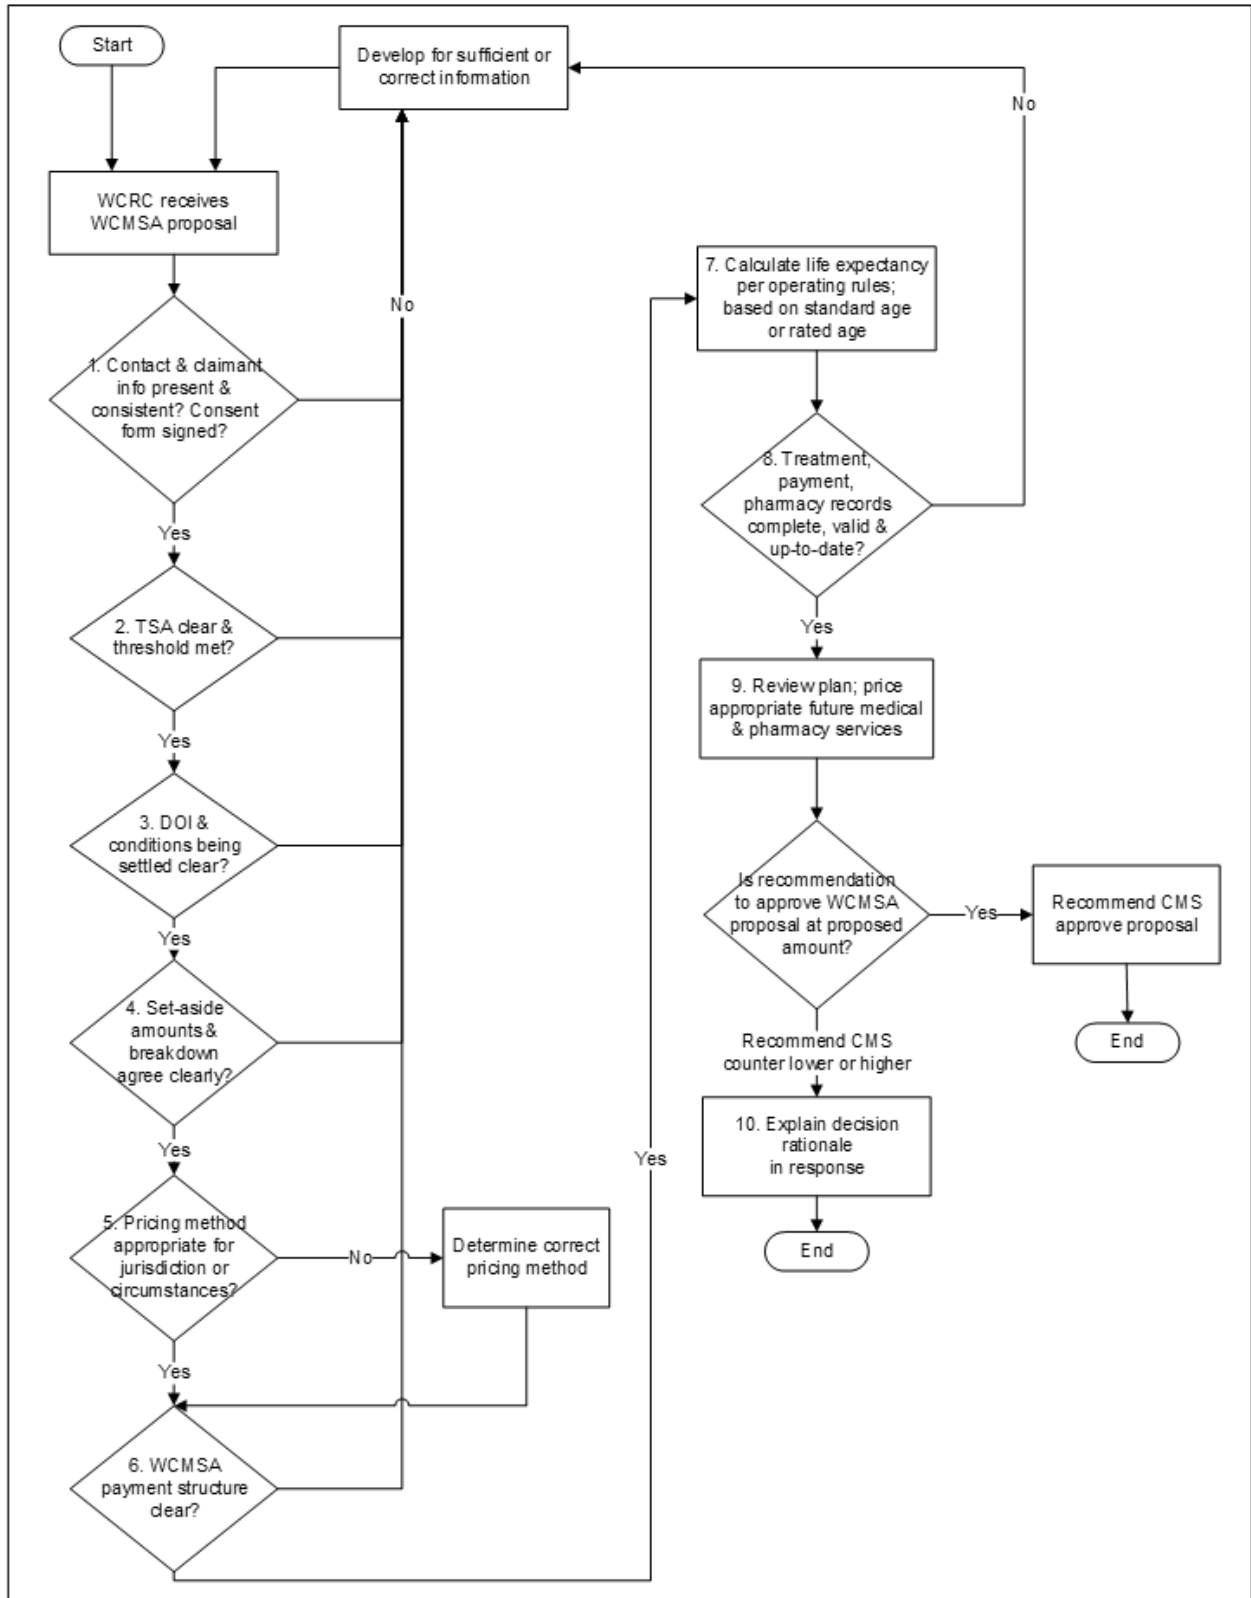 Start
Develop for sufficient or
correct information
No
WCRC receives
WCMSA proposal
No
1. Contact & claimant
info present &
consistent? Consent
form signed?
Yes
2. TSA clear &
threshold met?
Yes
3. DOI &
conditions being
settled clear?
Yes
4. Set-aside
amounts &
breakdown
agree clearly?
Yes
5. Pricing method
appropriate for
jurisdiction or
circumstances?
No
Determine correct
pricing method
Yes
6. WCMSA
payment structure
clear?
Yes
7. Calculate life expectancy
per operating rules;
based on standard age
or rated age
8. Treatment,
payment,
pharmacy records
complete, valid &
up-to-date?
Yes
9. Review plan; price
appropriate future medical
& pharmacy services
Is recommendation
to approve WCMSA
proposal at proposed
amount?
Yes
Recommend CMS
approve proposal
End
Recommend CMS
counter lower or higher
10. Explain decision
rationale
in response
End